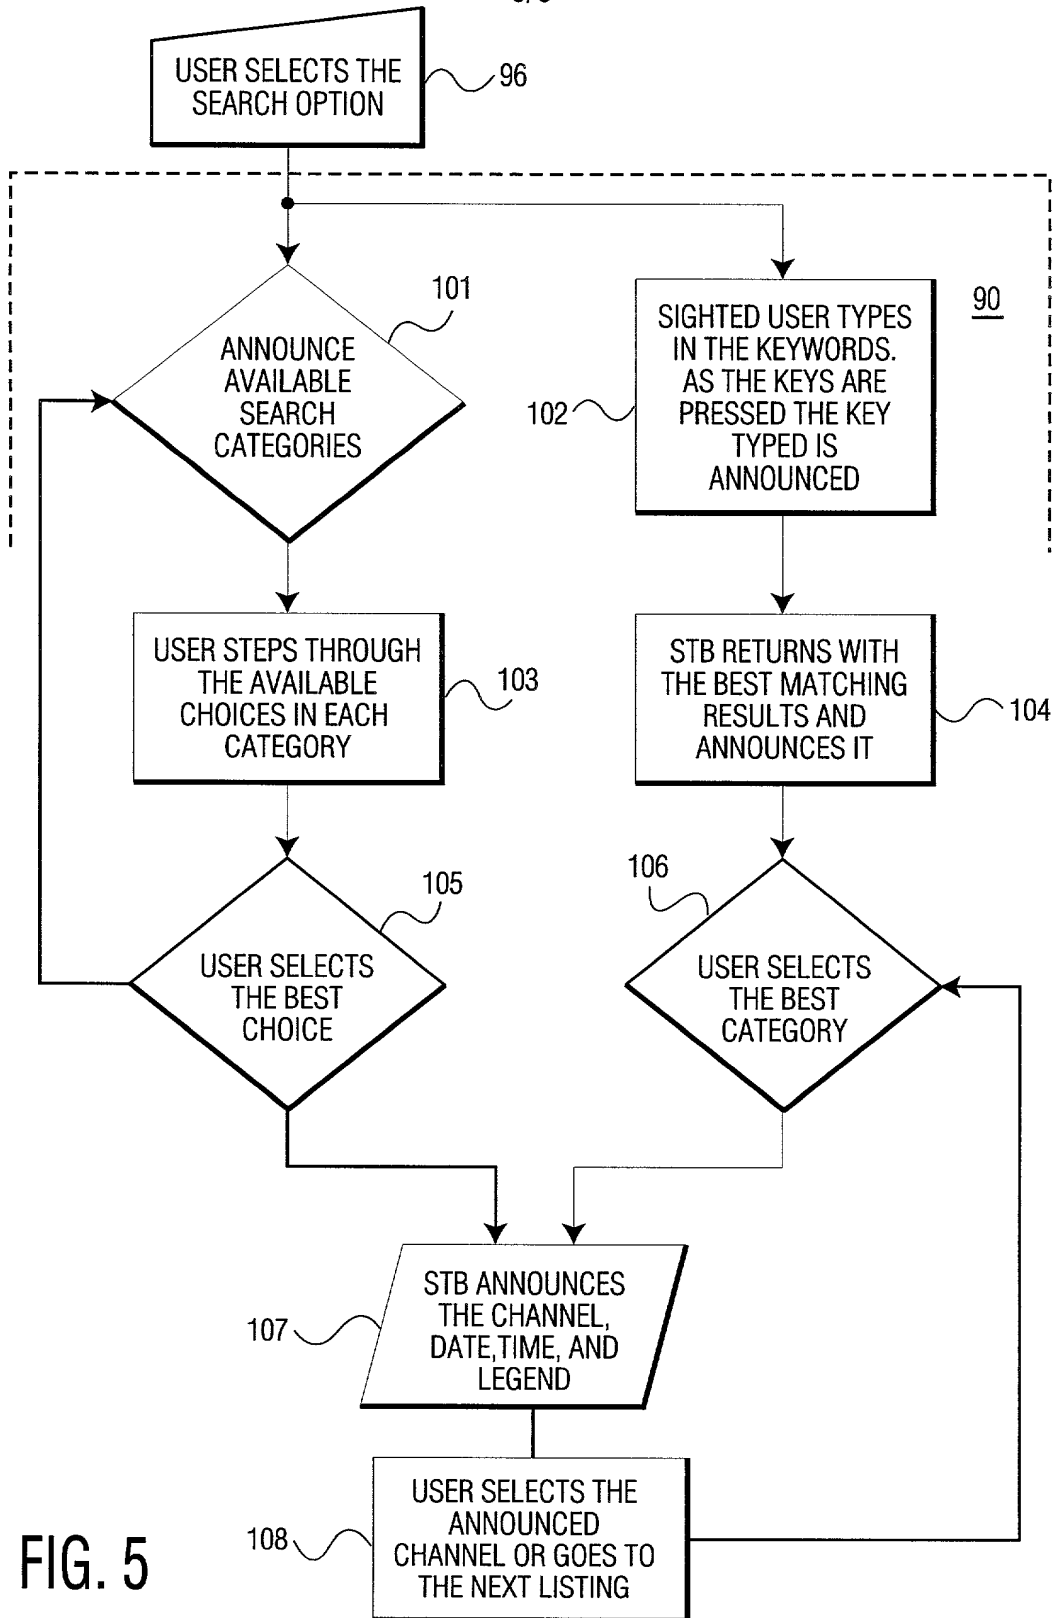 USER SELECTS THE
SEARCH OPTION
96
101
ANNOUNCE
AVAILABLE
SEARCH
CATEGORIES
90
SIGHTED USER TYPES
IN THE KEYWORDS.
AS THE KEYS ARE
PRESSED THE KEY
TYPED IS
ANNOUNCED
102
USER STEPS THROUGH
THE AVAILABLE
CHOICES IN EACH
CATEGORY
103
STB RETURNS WITH
THE BEST MATCHING
RESULTS AND
ANNOUNCES IT
104
105
USER SELECTS
THE BEST
CHOICE
106
USER SELECTS
THE BEST
CATEGORY
107
STB ANNOUNCES
THE CHANNEL,
DATE,TIME, AND
LEGEND
108
USER SELECTS THE
ANNOUNCED
CHANNEL OR GOES TO
THE NEXT LISTING
FIG. 5